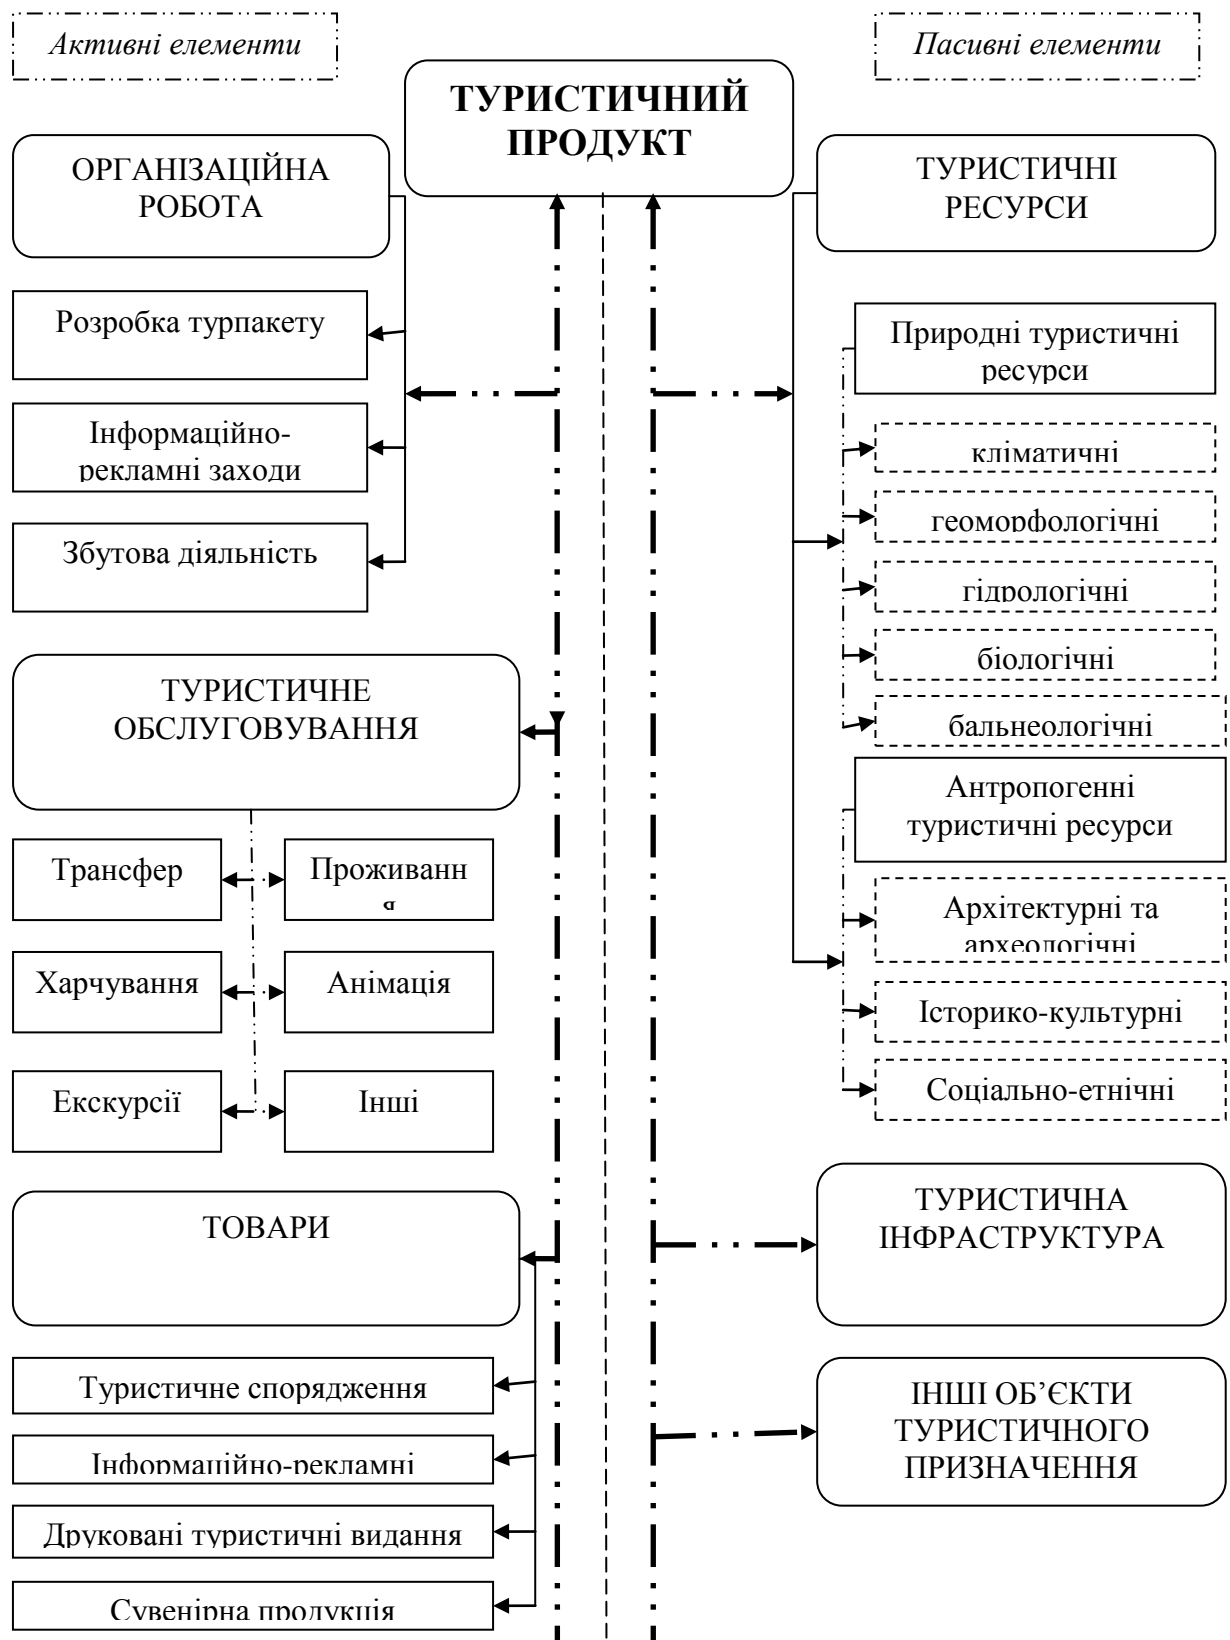 Активні елементи
Пасивні елементи
ТУРИСТИЧНИЙ
ПРОДУКТ
ОРГАНІЗАЦІЙНА
РОБОТА
Розробка турпакету
Інформаційно-
рекламні заходи
Збутова діяльність
ТУРИСТИЧНЕ
ОБСЛУГОВУВАННЯ
Трансфер
Проживанн
я
Харчування
Анімація
Екскурсії
Інші
ТОВАРИ
Туристичне спорядження
Інформаційно-рекламні
Друковані туристичні видання
Сувенірна продукція
ТУРИСТИЧНІ
РЕСУРСИ
Природні туристичні
ресурси
кліматичні
геоморфологічні
гідрологічні
біологічні
бальнеологічні
Антропогенні
туристичні ресурси
Архітектурні та
археологічні
Історико-культурні
Соціально-етнічні
ТУРИСТИЧНА
ІНФРАСТРУКТУРА
ІНШІ ОБ’ЄКТИ
ТУРИСТИЧНОГО
ПРИЗНАЧЕННЯ